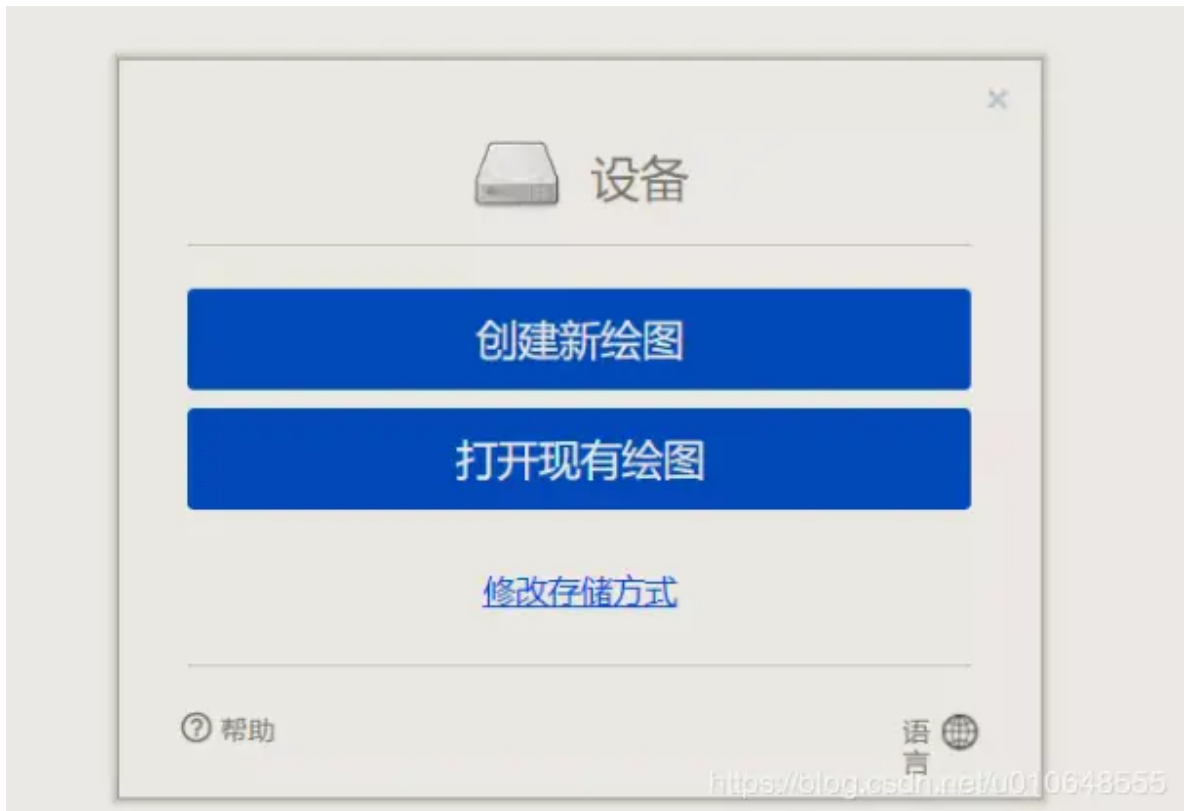 设备
创建新绘图
打开现有绘图
修改存储方式
帮助
语
言
https://blog.csdn.net/u010648555